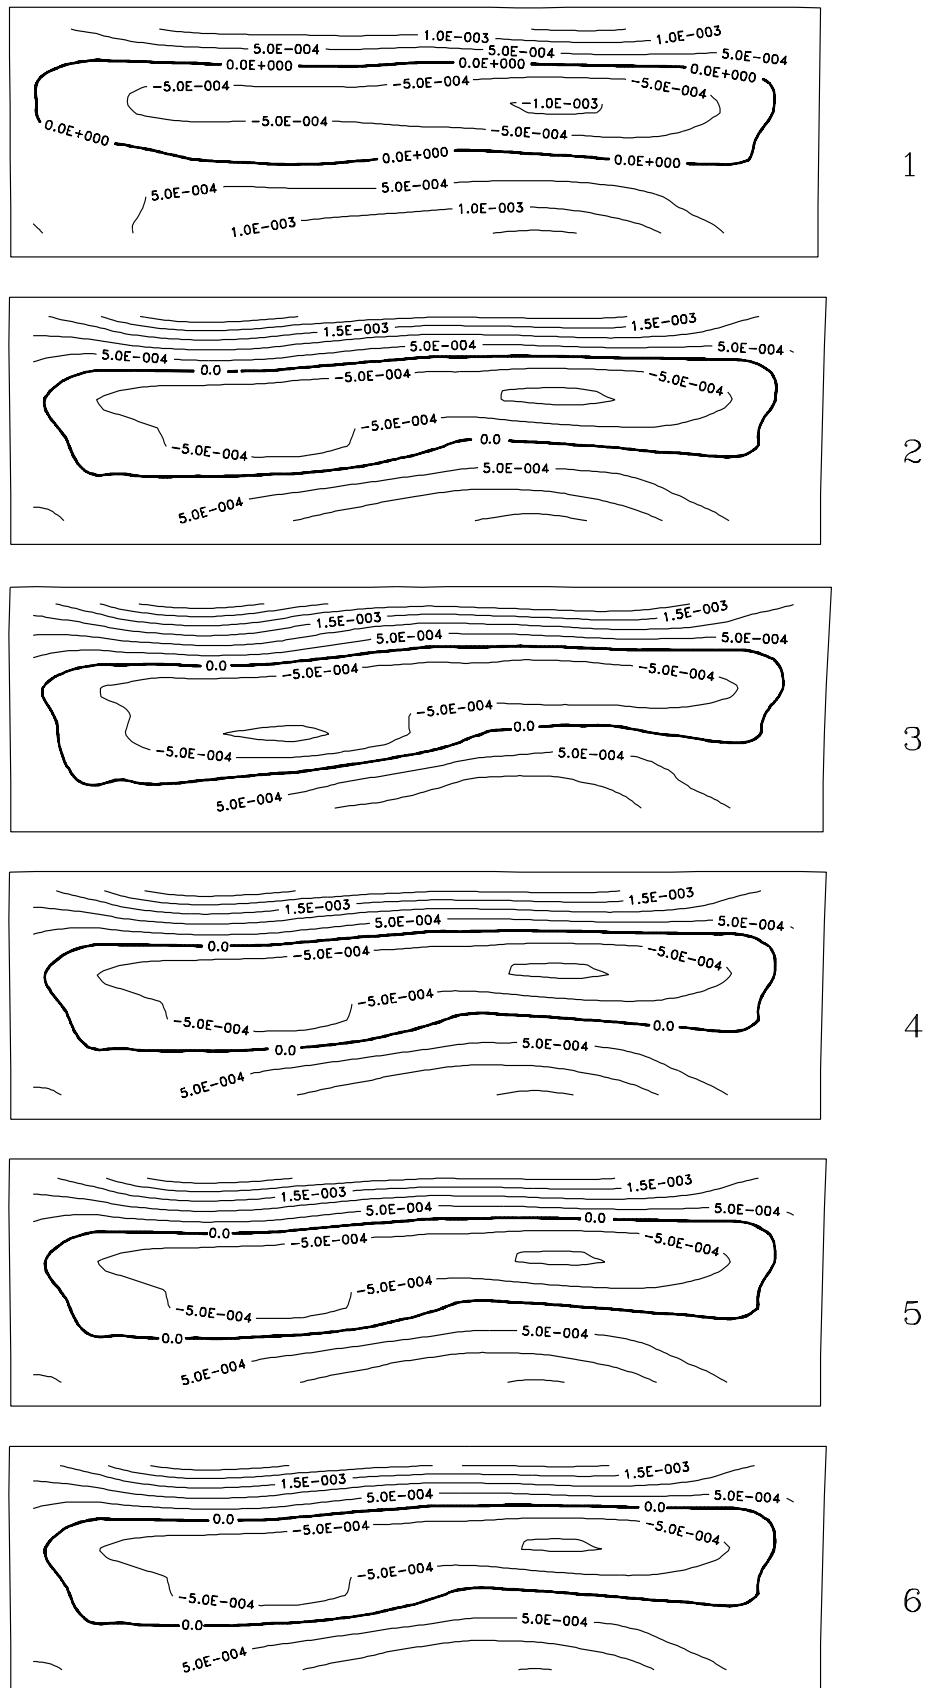 1.0E−003 1.0E−003
5.0E−004 5.0E−004 5.0E−004
0.0E+000 0.0E+000 0.0E+000
−5.0E−004 −5.0E−004 −5.0E−004
−1.0E−003
0.0E+000 −5.0E−004 −5.0E−004
0.0E+000 0.0E+000
1
5.0E−004 5.0E−004
1.0E−003 1.0E−003
1.5E−003 1.5E−003
5.0E−004 5.0E−004 5.0E−004
0.0 −5.0E−004 −5.0E−004
−5.0E−004 −5.0E−004 0.0
2
5.0E−004 5.0E−004
1.5E−003 1.5E−003
5.0E−004 5.0E−004
0.0 −5.0E−004 −5.0E−004
−5.0E−004
−5.0E−004 0.0 5.0E−004
3
5.0E−004
1.5E−003 1.5E−003
5.0E−004 5.0E−004
0.0 −5.0E−004 −5.0E−004
−5.0E−004
−5.0E−004 0.0
4
0.0 5.0E−004
5.0E−004
1.5E−003 1.5E−003
5.0E−004 5.0E−004
0.0 −5.0E−004 0.0 −5.0E−004
−5.0E−004
−5.0E−004
5
0.0 5.0E−004
5.0E−004
1.5E−003 1.5E−003
5.0E−004 5.0E−004
0.0 −5.0E−004 0.0 −5.0E−004
−5.0E−004
−5.0E−004
6
0.0 5.0E−004
5.0E−004